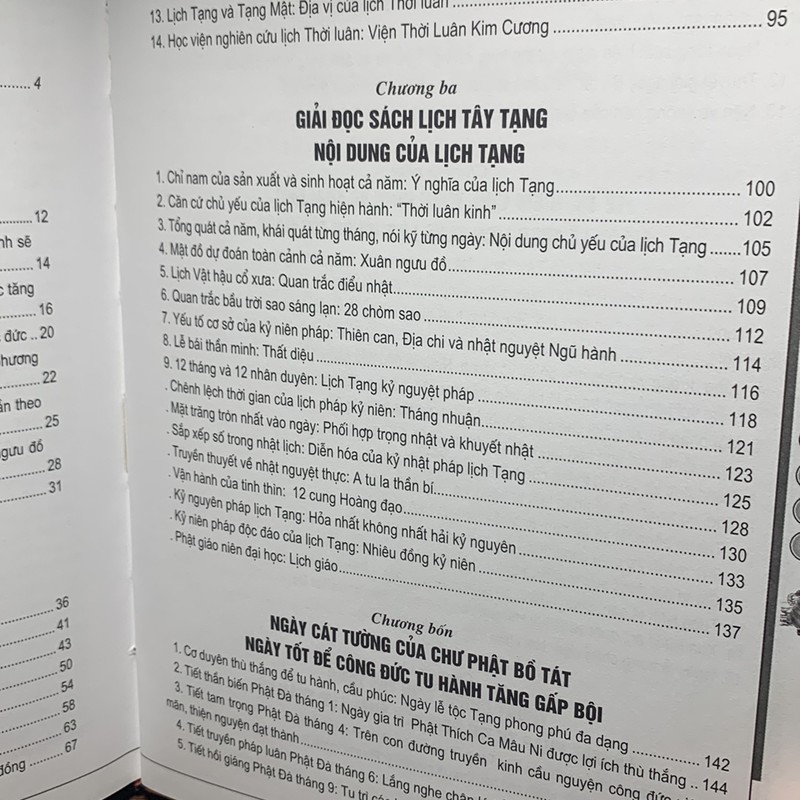 4
12
nh sẽ
14
c tăng
16
đức .. 20
hương
22
ản theo
25
gưu đồ
28
31
36
41
43
50
54
58
63
đồng 67
13. Lịch Tạng và Tạng Mật: Địa vị của lịch Thời luân
14. Học viện nghiên cứu lịch Thời luân: Viện Thời Luân Kim Cương 95
Chương ba
GIẢI ĐỌC SÁCH LỊCH TÂY TẠNG
NỘI DUNG CỦA LỊCH TẠNG
1. Chỉ nam của sản xuất và sinh hoạt cả năm: Ý nghĩa của lịch Tạng 100
2. Căn cứ chủ yếu của lịch Tạng hiện hành: “Thời luân kinh” 102
3. Tổng quát cả năm, khái quát từng tháng, nói kỹ từng ngày: Nội dung chủ yếu của lịch Tạng 105
4. Mật đồ dự đoán toàn cảnh cả năm: Xuân ngưu đồ 107
5. Lịch Vật hậu cổ xưa: Quan trắc điểu nhật 109
6. Quan trắc bầu trời sao sáng lạn: 28 chòm sao 112
7. Yếu tố cơ sở của kỷ niên pháp: Thiên can, Địa chi và nhật nguyệt Ngũ hành 114
8. Lễ bái thần minh: Thất diệu 116
9. 12 tháng và 12 nhân duyên: Lịch Tạng kỷ nguyệt pháp 118
. Chênh lệch thời gian của lịch pháp kỷ niên: Tháng nhuận 121
. Mặt trăng tròn nhất vào ngày: Phối hợp trọng nhật và khuyết nhật 123
. Sắp xếp số trong nhật lịch: Diễn hóa của kỷ nhật pháp lịch Tạng 125
. Truyền thuyết về nhật nguyệt thực: A tu la thần bí 128
. Vận hành của tinh thìn: 12 cung Hoàng đạo 130
. Kỷ nguyên pháp lịch Tạng: Hỏa nhất không nhất hải kỷ nguyên 133
. Kỷ niên pháp độc đáo của lịch Tạng: Nhiêu đồng kỷ niên 135
. Phật giáo niên đại học: Lịch giáo 137
Chương bốn
NGÀY CÁT TƯỜNG CỦA CHƯ PHẬT BỒ TÁT
NGÀY TỐT ĐỂ CÔNG ĐỨC TU HÀNH TĂNG GẤP BỘI
1. Cơ duyên thù thắng để tu hành, cầu phúc: Ngày lễ tộc Tạng phong phú đa dạng 142
2. Tiết thần biến Phật Đà tháng 1: Ngày gia trì Phật Thích Ca Mâu Ni được lợi ích thù thắng .. 144
3. Tiết tam trọng Phật Đà tháng 4: Trên con đường truyền kinh cầu nguyện công đức
mãn, thiện nguyện đạt thành
4. Tiết truyền pháp luân Phật Đà tháng 6: Lắng nghe chân
5. Tiết hồi giáng Phật Đà tháng 9: Tu trì